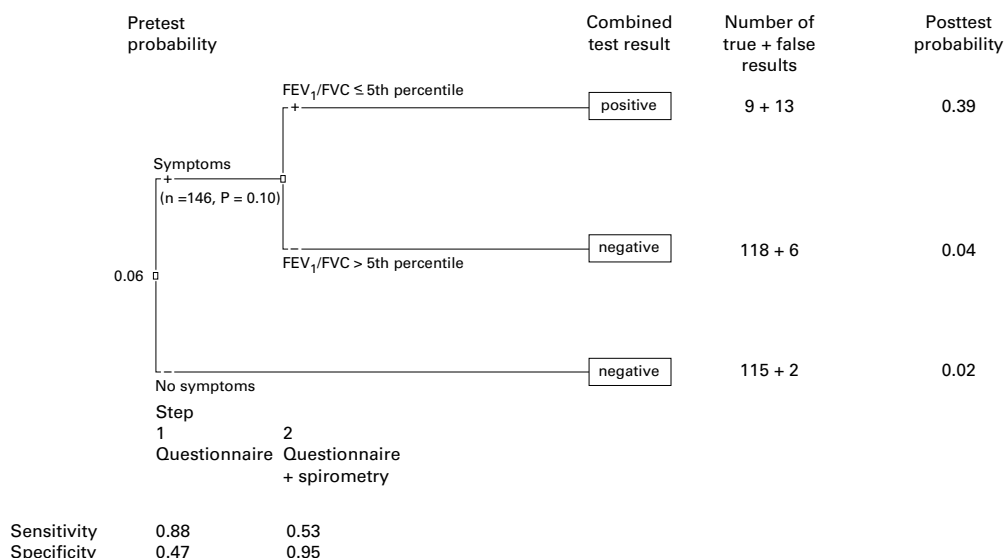 Pretest probability
Combined test result
Number of true + false results
Posttest probability
FEV1/FVC ≤ 5th percentile
+
positive
9 + 13
0.39
Symptoms
+
(n =146, P = 0.10)
–
FEV1/FVC > 5th percentile
negative
118 + 6
0.04
0.06
–
No symptoms
negative
115 + 2
0.02
Step
1
2
Questionnaire
Questionnaire
+ spirometry
Sensitivity 0.88 0.53
Specificity 0.47 0.95